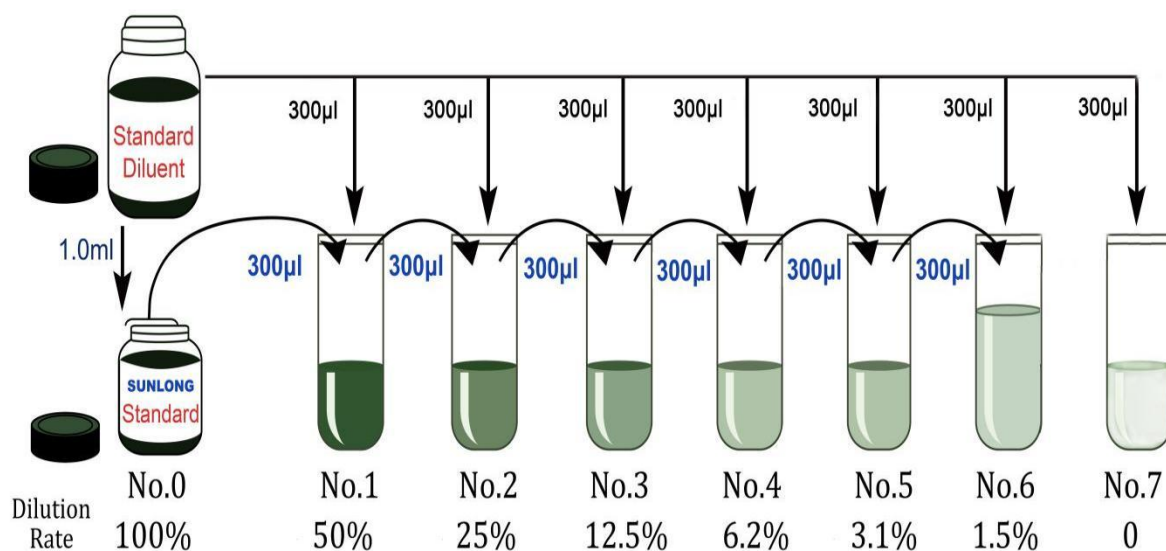 300µl 300µl 300µl 300µl 300µl 300µl 300µl
Standard
Diluent
1.0ml
300µl 300µl 300µl 300µl 300µl 300µl
SUNLONG
Standard
No.0 No.1 No.2 No.3 No.4 No.5 No.6 No.7
Dilution
Rate 100% 50% 25% 12.5% 6.2% 3.1% 1.5% 0